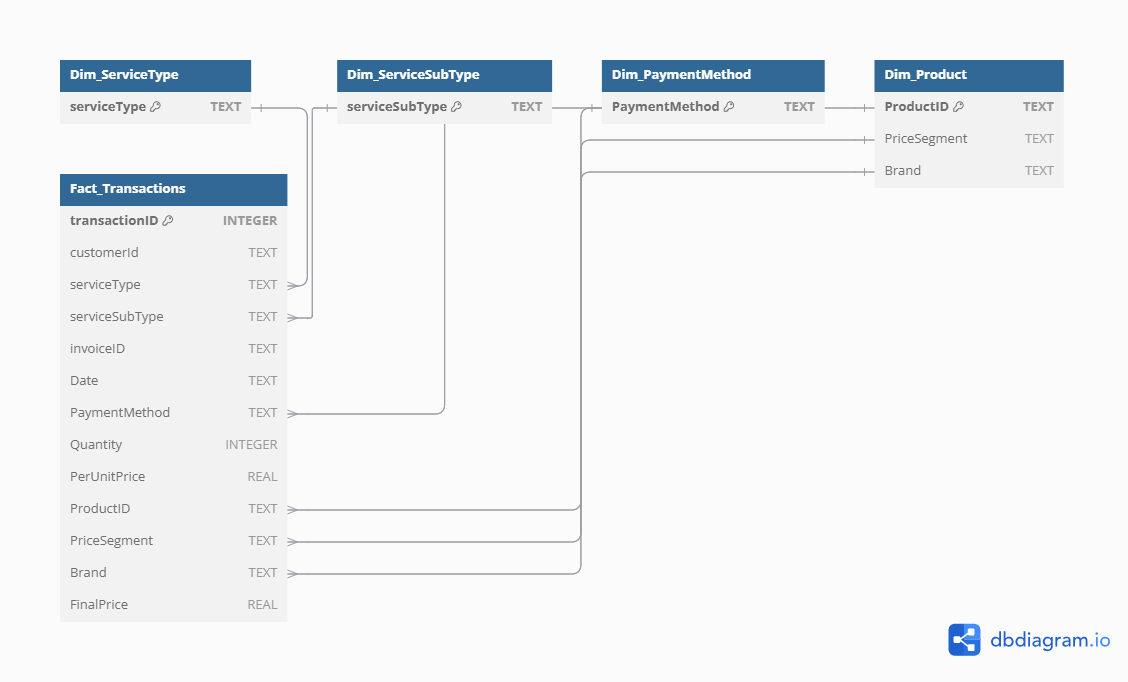 Dim_ServiceType
serviceType TEXT
Dim_ServiceSubType
serviceSubType TEXT
Dim_PaymentMethod
PaymentMethod TEXT
Dim_Product
ProductID TEXT
PriceSegment TEXT
Brand TEXT
Fact_Transactions
transactionID INTEGER
customerId TEXT
serviceType TEXT
serviceSubType TEXT
invoiceID TEXT
Date TEXT
PaymentMethod TEXT
Quantity INTEGER
PerUnitPrice REAL
ProductID TEXT
PriceSegment TEXT
Brand TEXT
FinalPrice REAL
dbdiagram.io